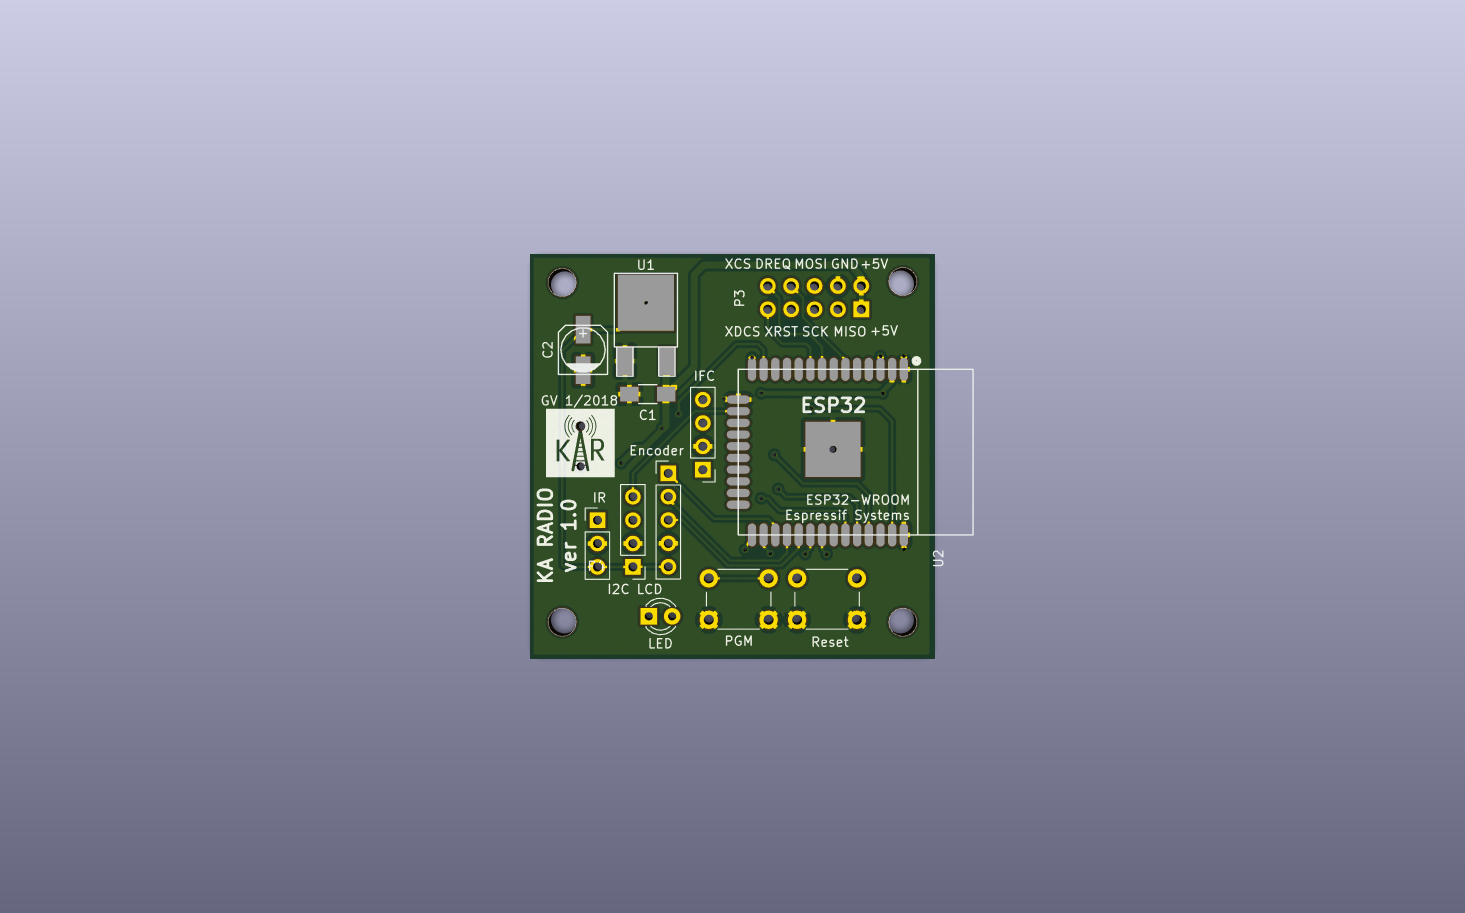 U1
XCS DREQ MOSI GND +5V
P3
XDCS XRST SCK MISO +5V
C2
+
IFC
GV 1/2018
C1
ESP32
KAR
Encoder
IR
ESP32-WROOM
Espressif Systems
KA RADIO
ver 1.0
U2
I2C LCD
LED
PGM
Reset